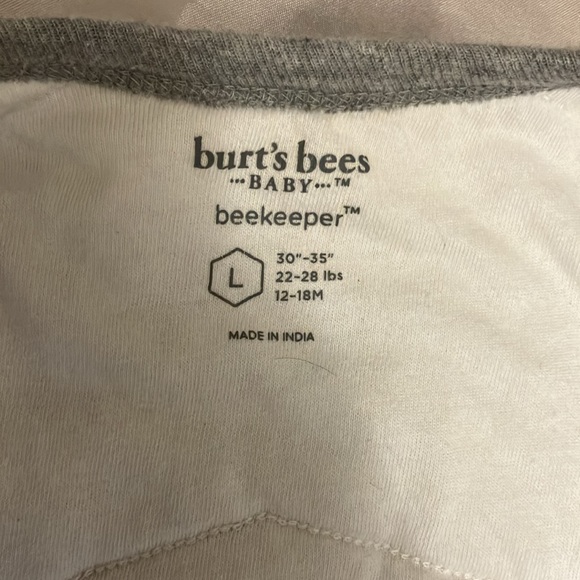 burt's bees
···BABY···™
beekeeper™
L
30"-35"
22-28 lbs
12-18M
MADE IN INDIA